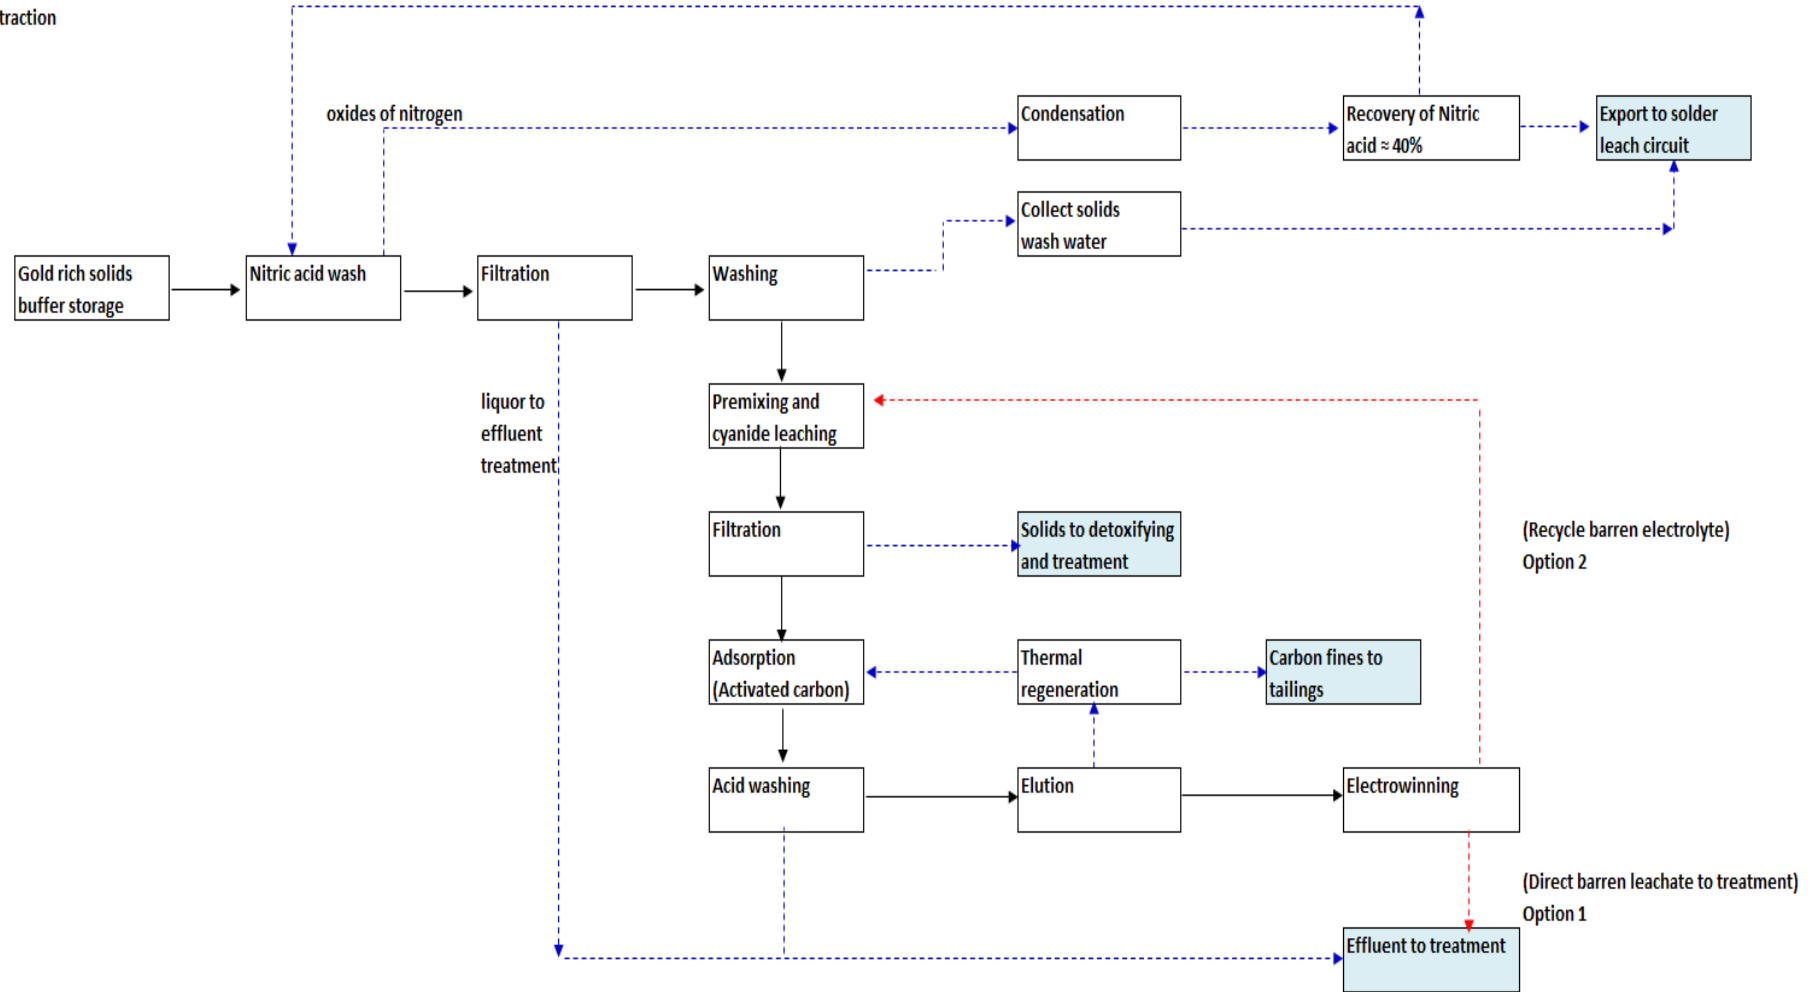 traction
oxides of nitrogen
Condensation
Recovery of Nitric
acid ≈ 40%
Export to solder
leach circuit
Collect solids
wash water
Gold rich solids
buffer storage
Nitric acid wash
Filtration
Washing
liquor to
effluent
treatment
Premixing and
cyanide leaching
Filtration
Solids to detoxifying
and treatment
(Recycle barren electrolyte)
Option 2
Adsorption
(Activated carbon)
Thermal
regeneration
Carbon fines to
tailings
Acid washing
Elution
Electrowinning
(Direct barren leachate to treatment)
Option 1
Effluent to treatment